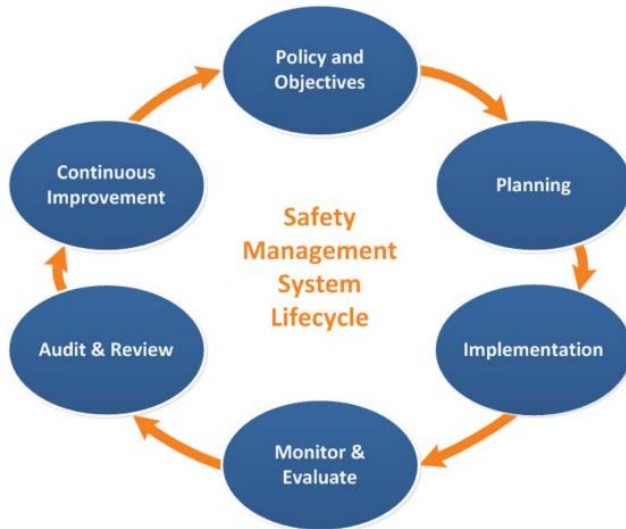 Policy and
Objectives
Planning
Implementation
Monitor &
Evaluate
Audit & Review
Continuous
Improvement
Safety
Management
System
Lifecycle